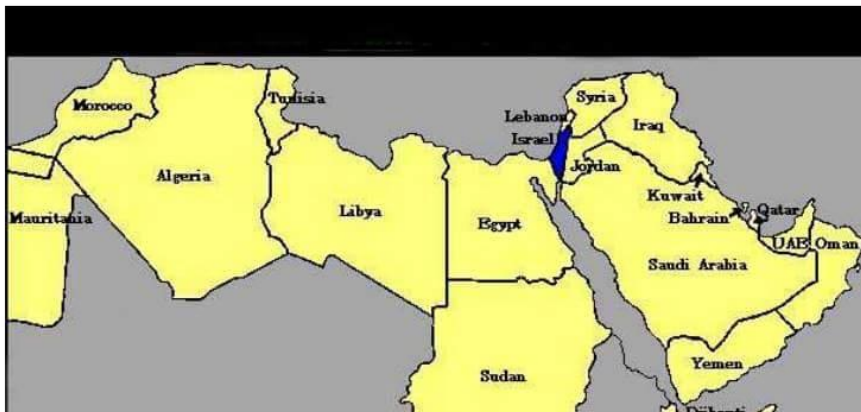 Morocco
Tunisia
Syria
Lebanon
Iraq
Israel
Algeria
Jordan
Mauritania
Libya
Kuwait
Egypt
Bahrain
Qatar
UAE
Oman
Saudi Arabia
Yemen
Sudan
Djibouti